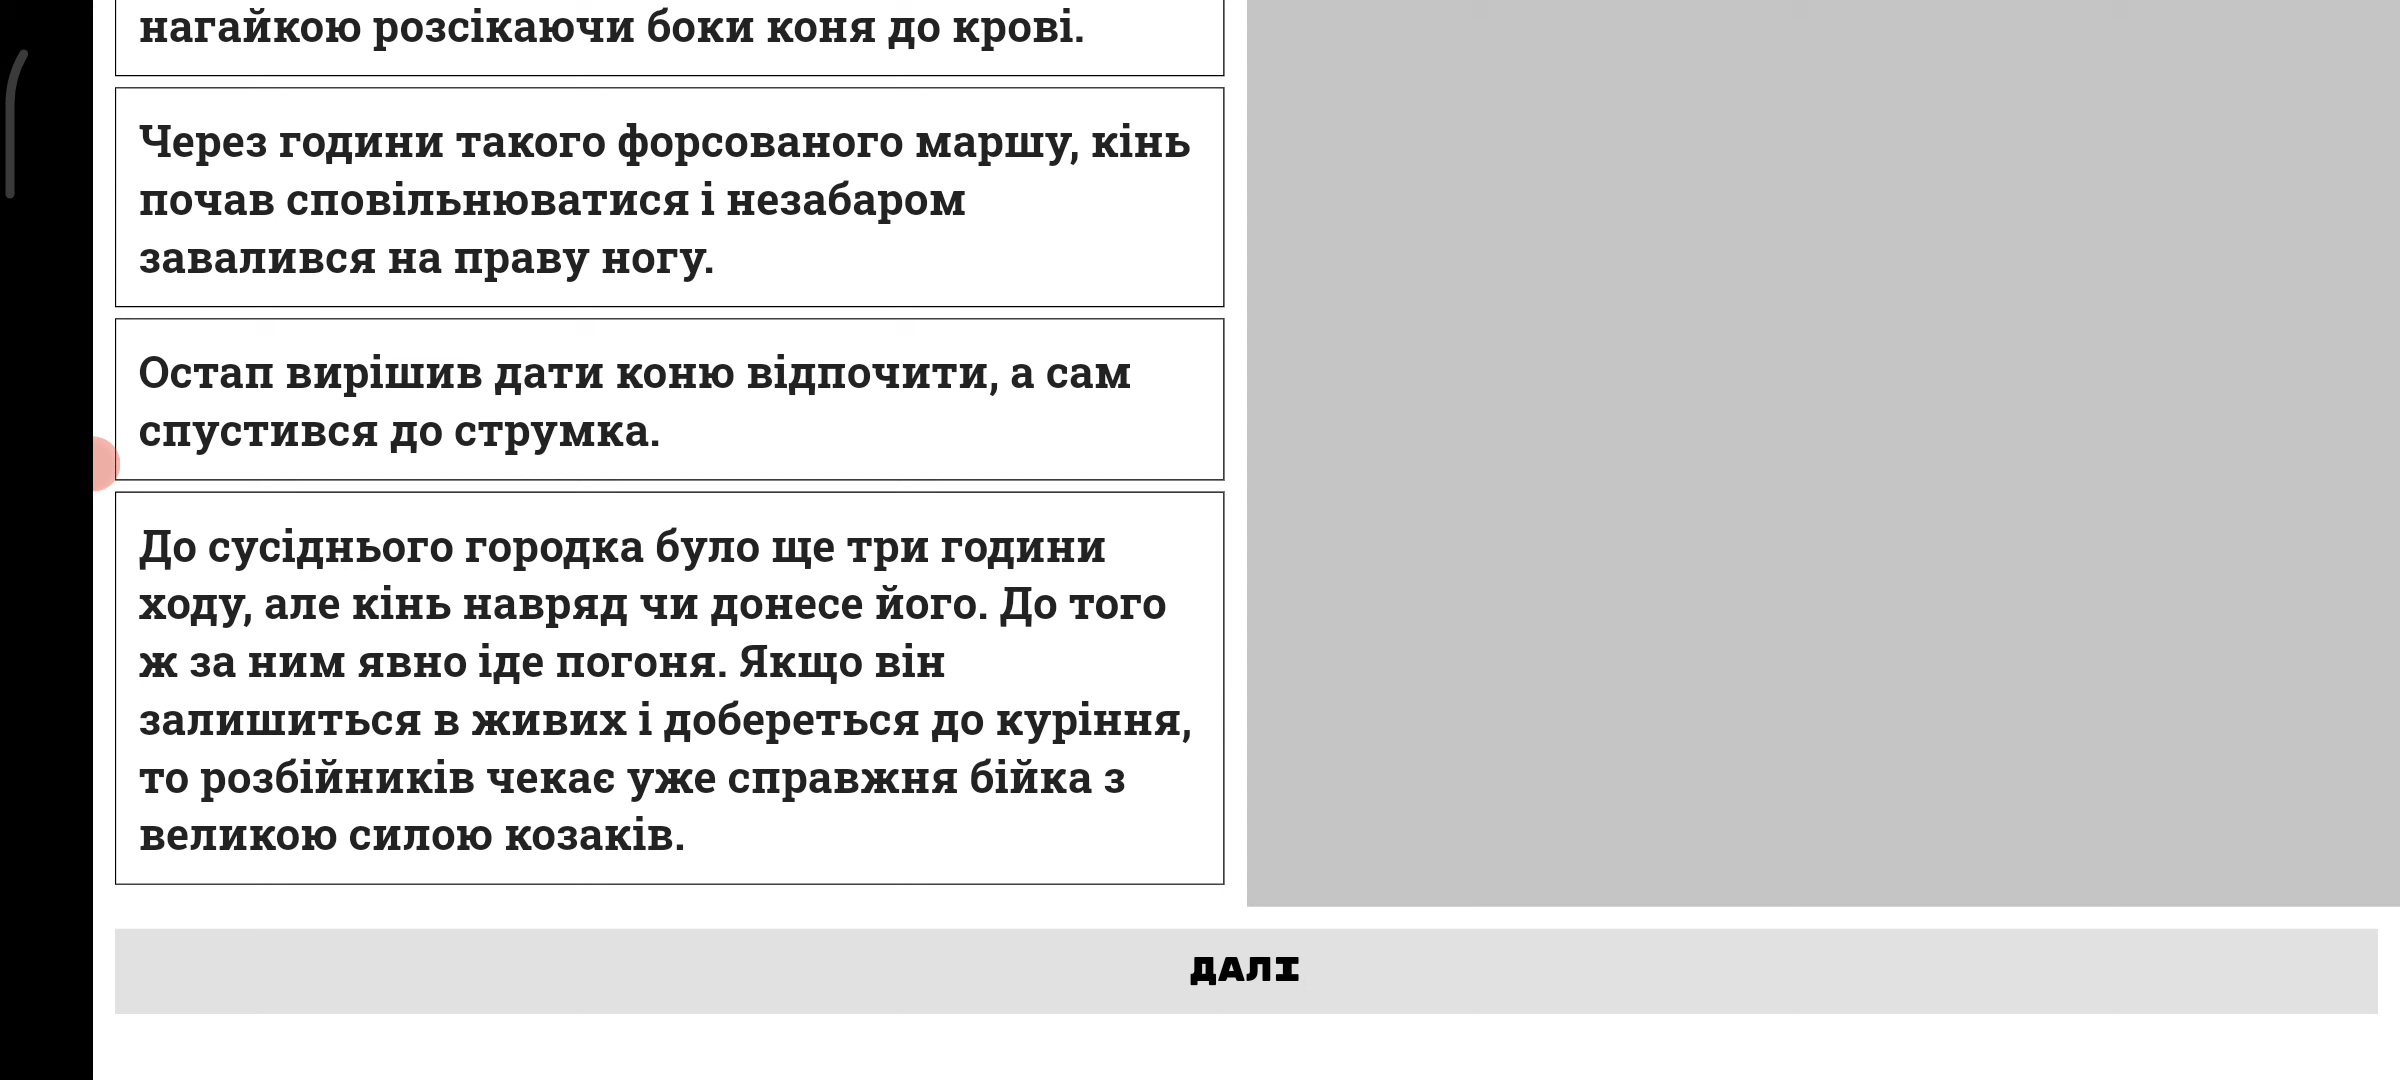 нагайкою розсікаючи боки коня до крові.
Через години такого форсованого маршу, кінь
почав сповільнюватися і незабаром
завалився на праву ногу.
Остап вирішив дати коню відпочити, а сам
спустився до струмка.
До сусіднього городка було ще три години
ходу, але кінь навряд чи донесе його. До того
ж за ним явно іде погоня. Якщо він
залишиться в живих і добереться до куріння,
то розбійників чекає уже справжня бійка з
великою силою козаків.
ДАЛІ